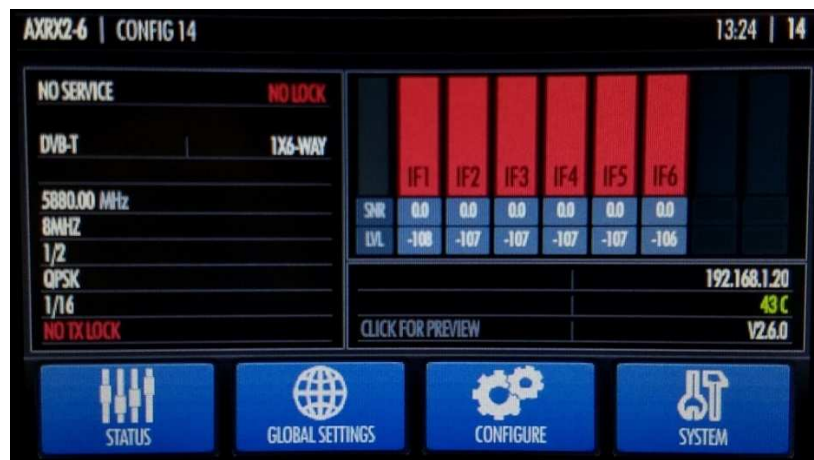 AXRX2-6 | CONFIG 14
13:24 | 14
NO SERVICE NO LOCK
DVB-T 1X6-WAY
5880.00 MHz
8MHZ
1/2
QPSK
1/16
NO TX LOCK
IF1 IF2 IF3 IF4 IF5 IF6
SNR 0.0 0.0 0.0 0.0 0.0 0.0
LVL -108 -107 -107 -107 -107 -106
192.168.1.20
43 C
CLICK FOR PREVIEW V2.6.0
STATUS GLOBAL SETTINGS CONFIGURE SYSTEM